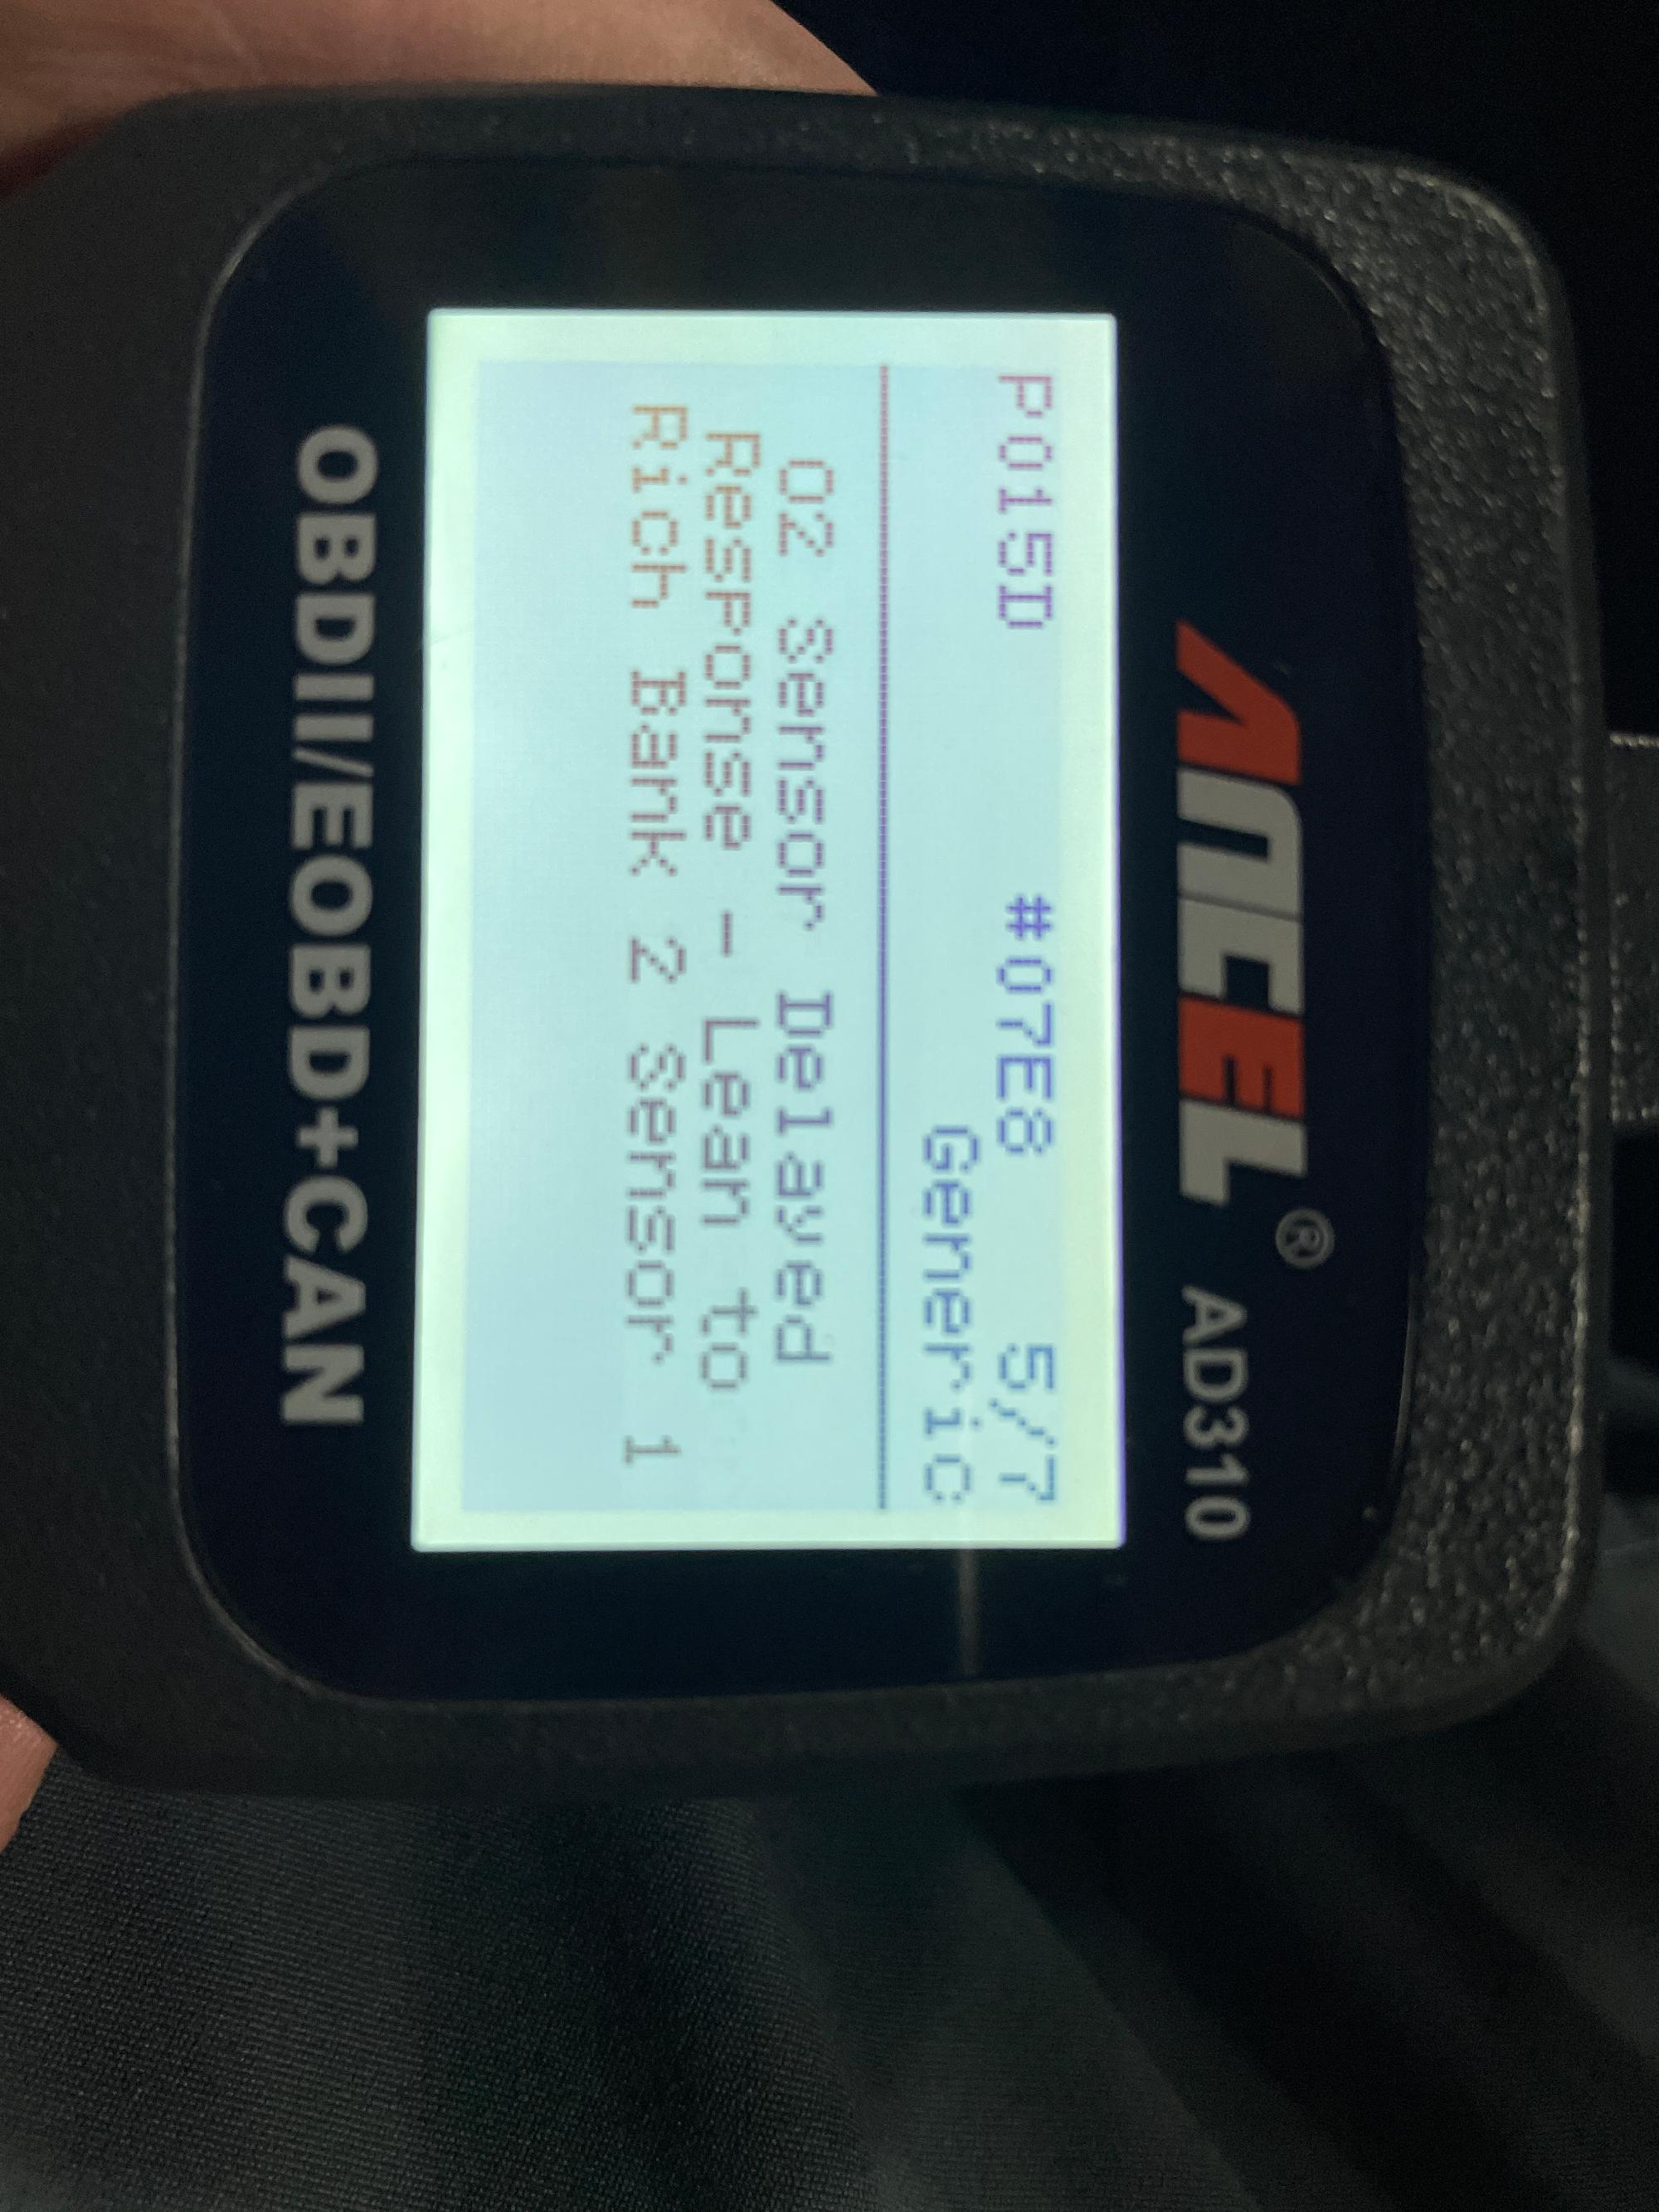 ANCEL® AD310
P015D #07E8 5/7
Generic
O2 Sensor Delayed
Response - Lean to
Rich Bank 2 Sensor 1
OBDII/EOBD+CAN